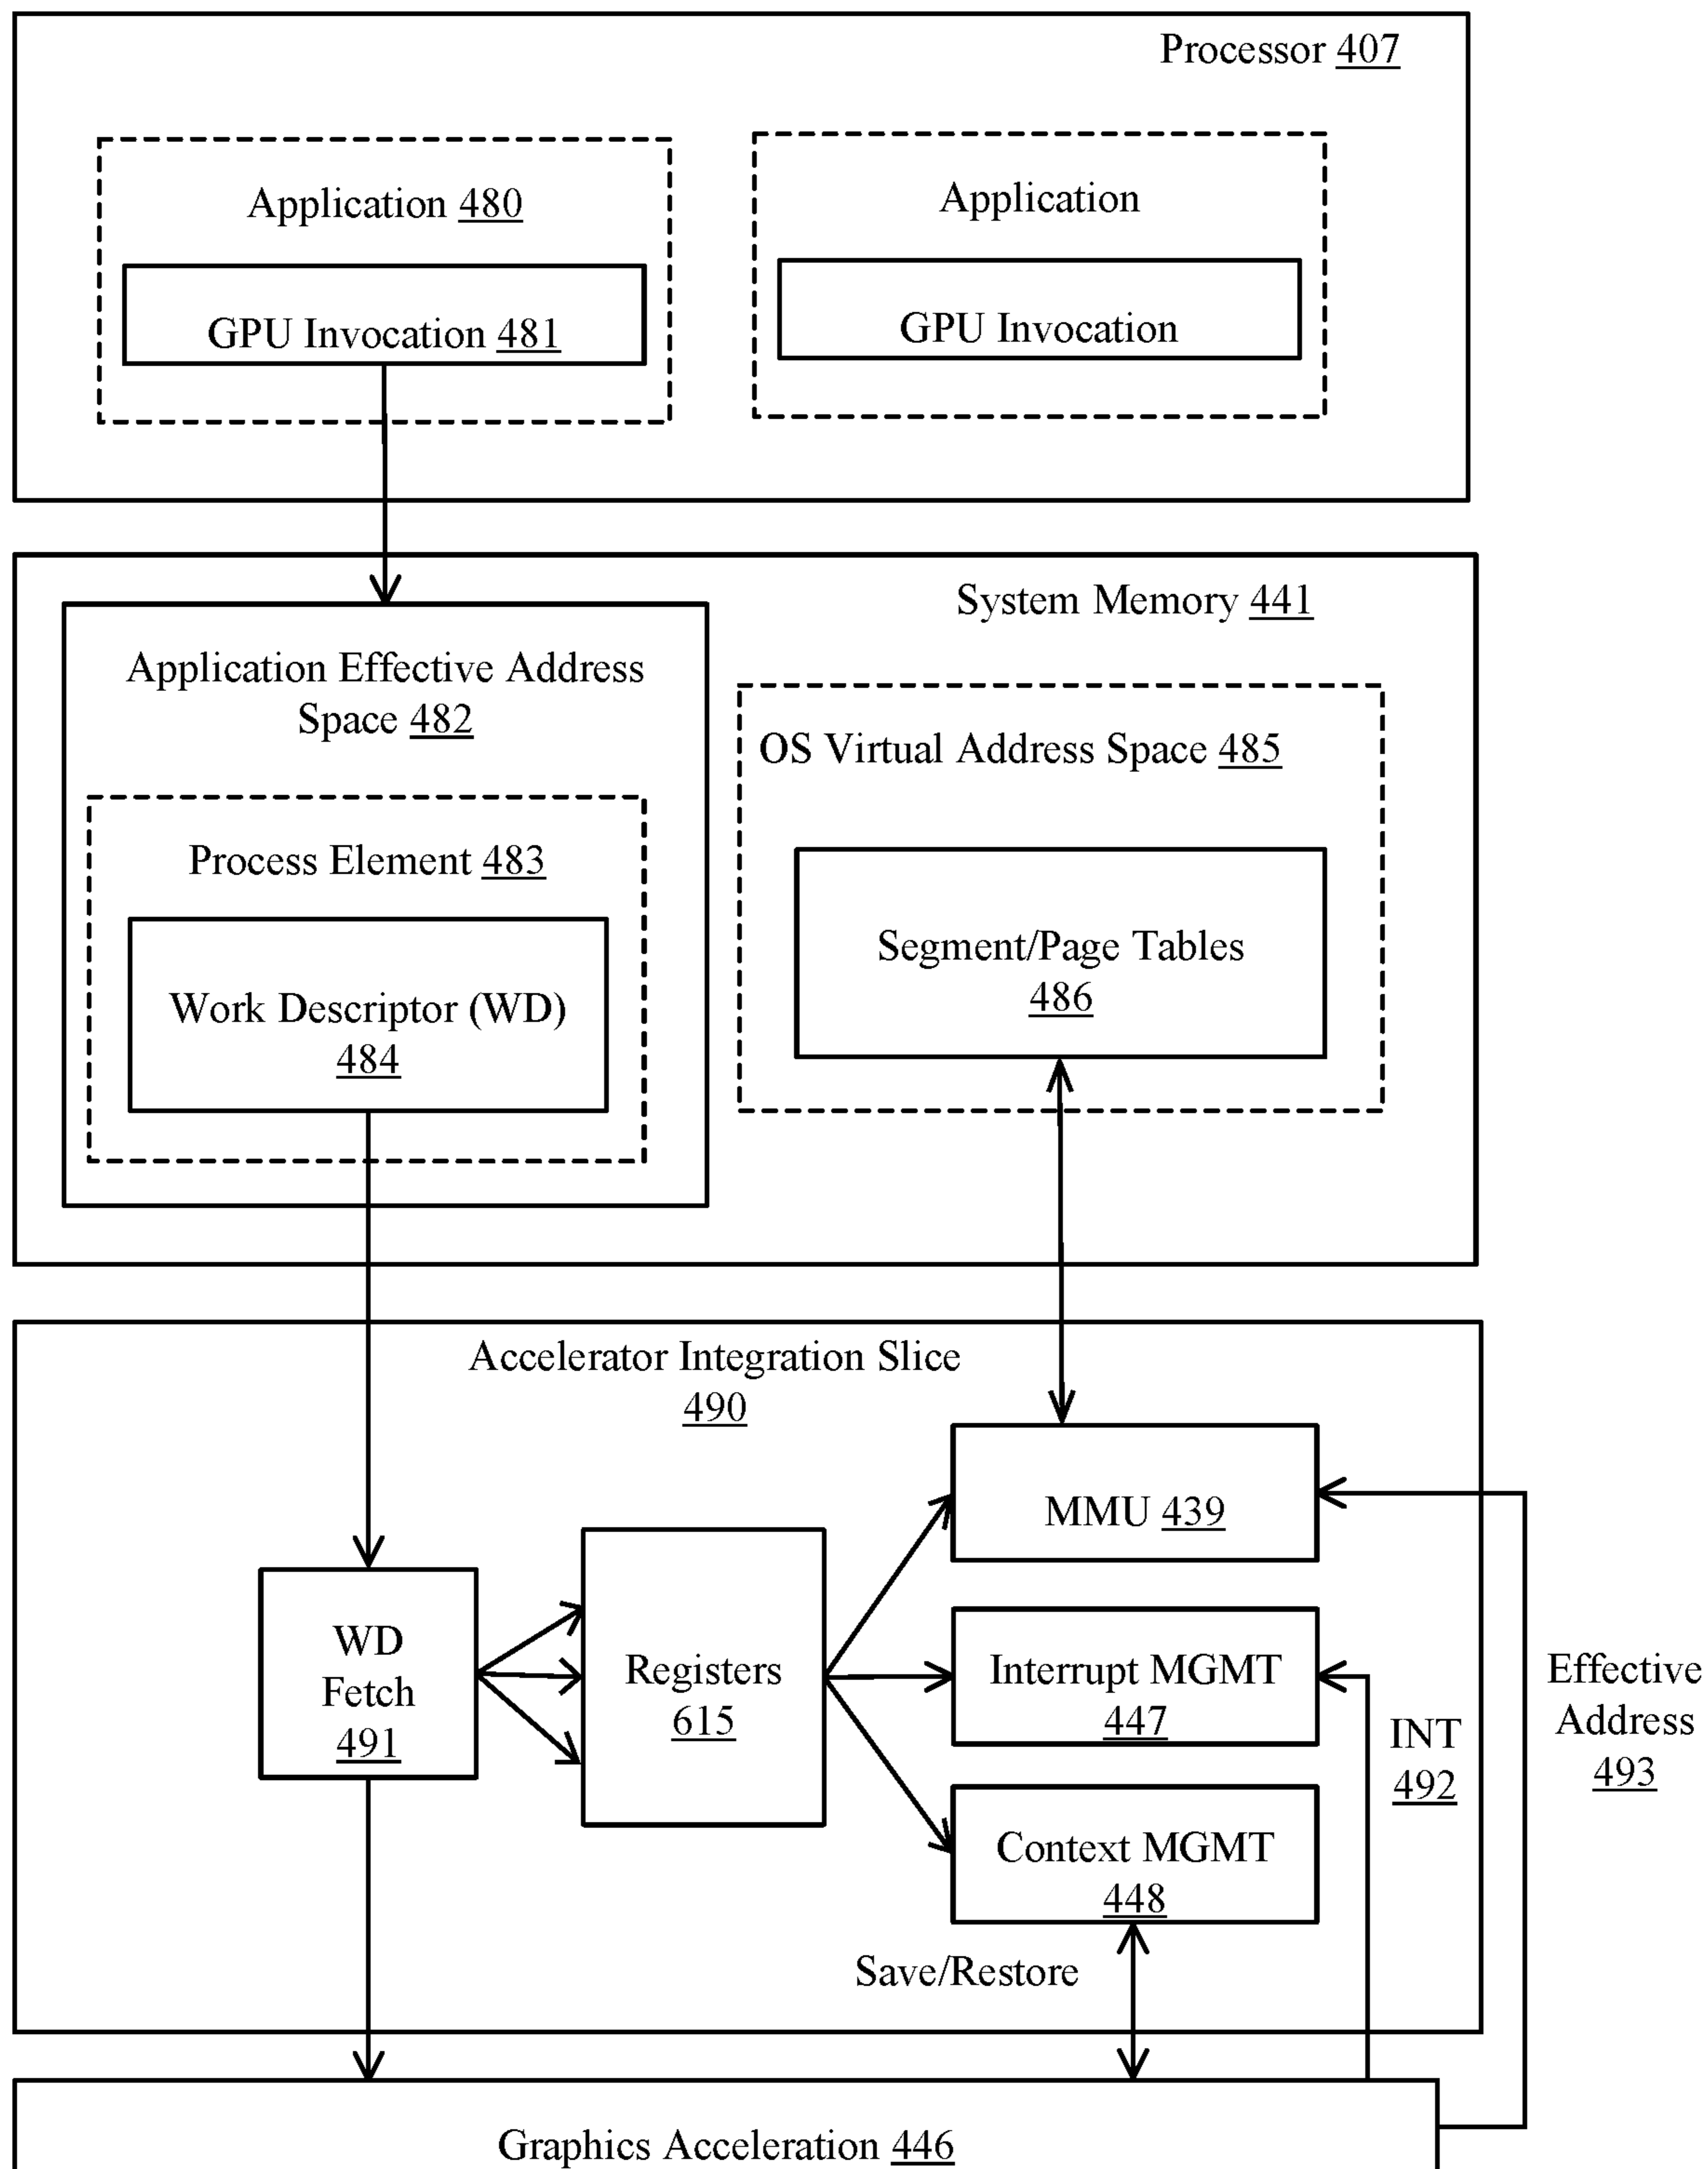 Processor 407
Application 480
GPU Invocation 481
Application
GPU Invocation
System Memory 441
Application Effective Address
Space 482
Process Element 483
Work Descriptor (WD)
484
OS Virtual Address Space 485
Segment/Page Tables
486
Accelerator Integration Slice
490
WD
Fetch
491
Registers
615
MMU 439
Interrupt MGMT
447
Context MGMT
448
Save/Restore
INT
492
Effective
Address
493
Graphics Acceleration 446